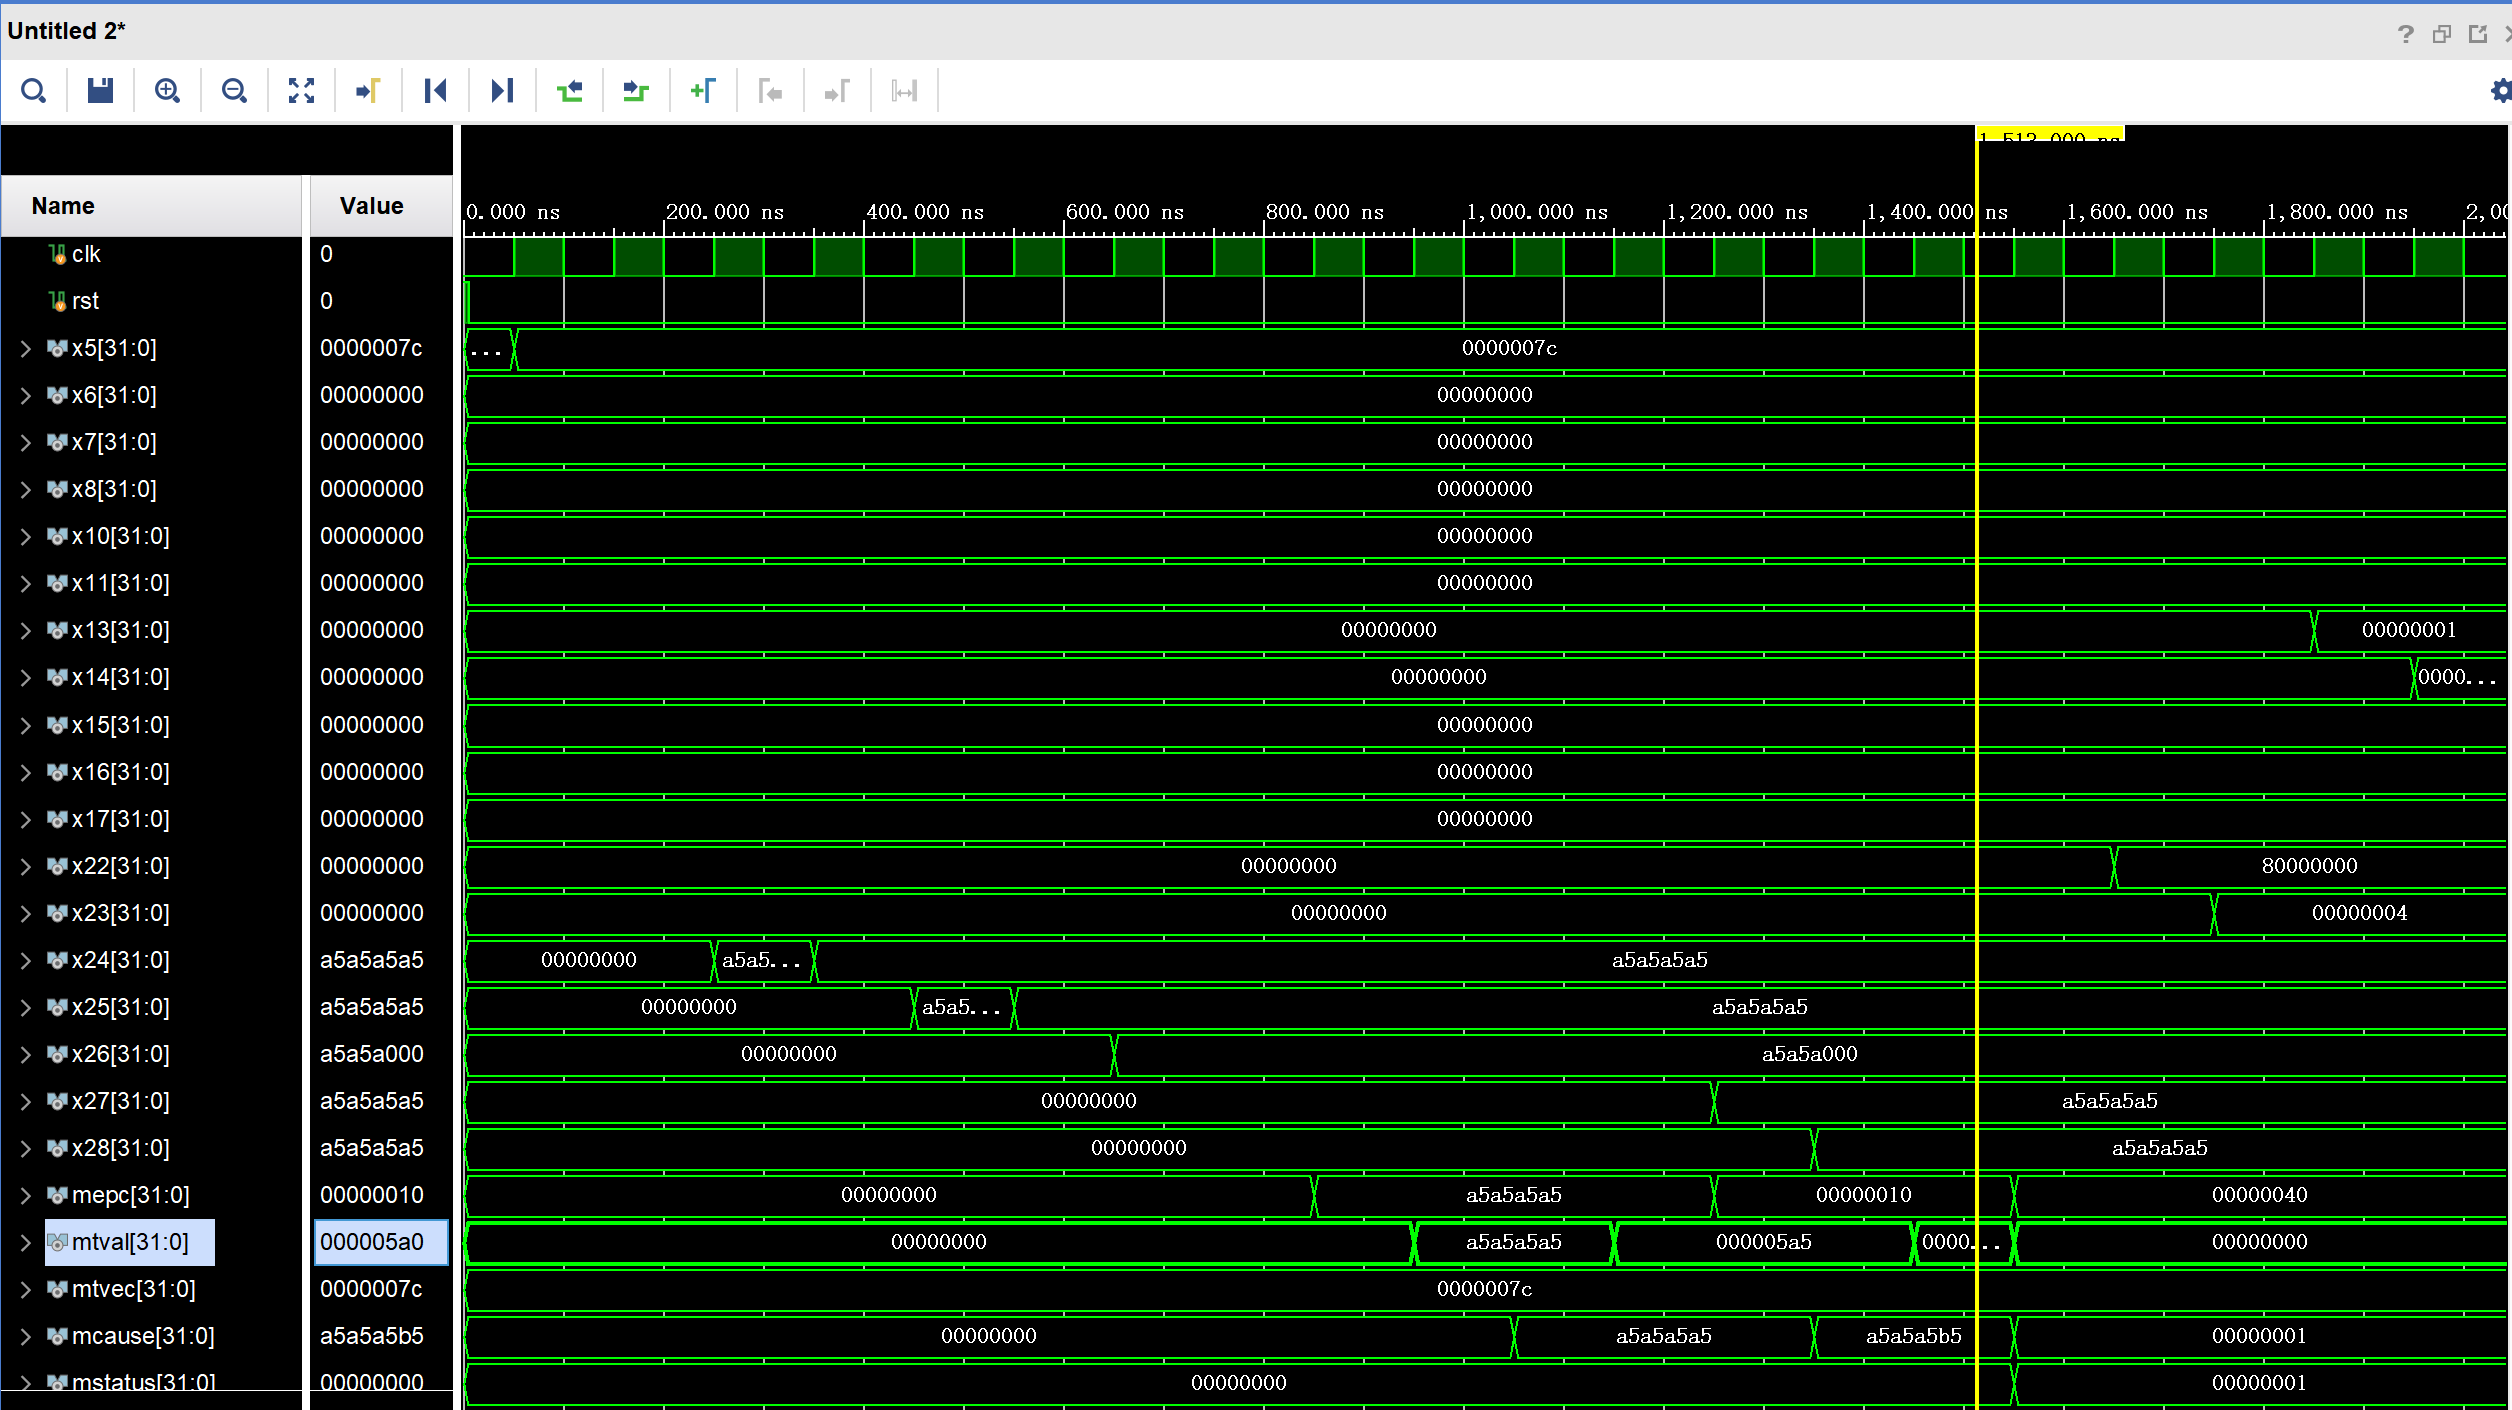 Untitled 2*
1,512.000 ns
Name Value
0.000 ns 200.000 ns 400.000 ns 600.000 ns 800.000 ns 1,000.000 ns 1,200.000 ns 1,400.000 ns 1,600.000 ns 1,800.000 ns 2,00
clk 0
rst 0
x5[31:0] 0000007c ... 0000007c
x6[31:0] 00000000 00000000
x7[31:0] 00000000 00000000
x8[31:0] 00000000 00000000
x10[31:0] 00000000 00000000
x11[31:0] 00000000 00000000
x13[31:0] 00000000 00000000 00000001
x14[31:0] 00000000 00000000 0000...
x15[31:0] 00000000 00000000
x16[31:0] 00000000 00000000
x17[31:0] 00000000 00000000
x22[31:0] 00000000 00000000 80000000
x23[31:0] 00000000 00000000 00000004
x24[31:0] a5a5a5a5 00000000 a5a5... a5a5a5a5
x25[31:0] a5a5a5a5 00000000 a5a5... a5a5a5a5
x26[31:0] a5a5a000 00000000 a5a5a000
x27[31:0] a5a5a5a5 00000000 a5a5a5a5
x28[31:0] a5a5a5a5 00000000 a5a5a5a5
mepc[31:0] 00000010 00000000 a5a5a5a5 00000010 00000040
mtval[31:0] 000005a0 00000000 a5a5a5a5 000005a5 0000... 00000000
mtvec[31:0] 0000007c 0000007c
mcause[31:0] a5a5a5b5 00000000 a5a5a5a5 a5a5a5b5 00000001
mstatus[31:0] 00000000 00000000 00000001